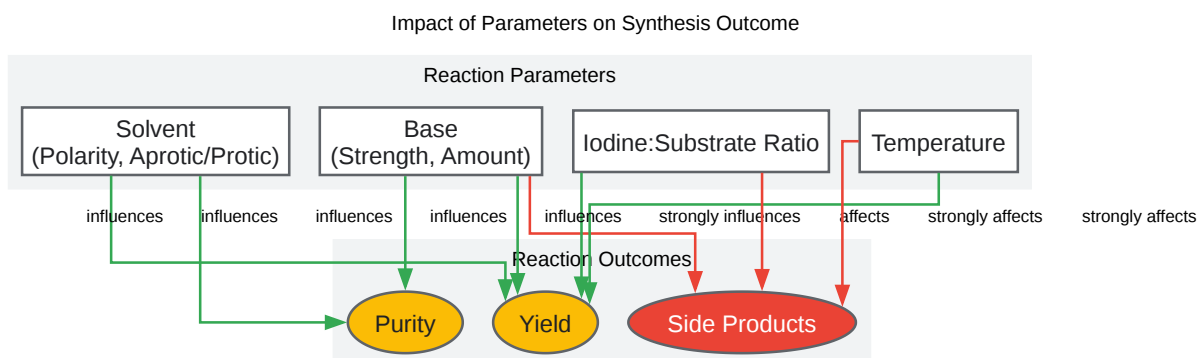 Impact of Parameters on Synthesis Outcome
Reaction Parameters
Solvent
(Polarity, Aprotic/Protic)
Base
(Strength, Amount)
Iodine:Substrate Ratio
Temperature
influences
influences
influences
influences
influences
strongly influences
affects
strongly affects
strongly affects
Reaction Outcomes
Purity
Yield
Side Products